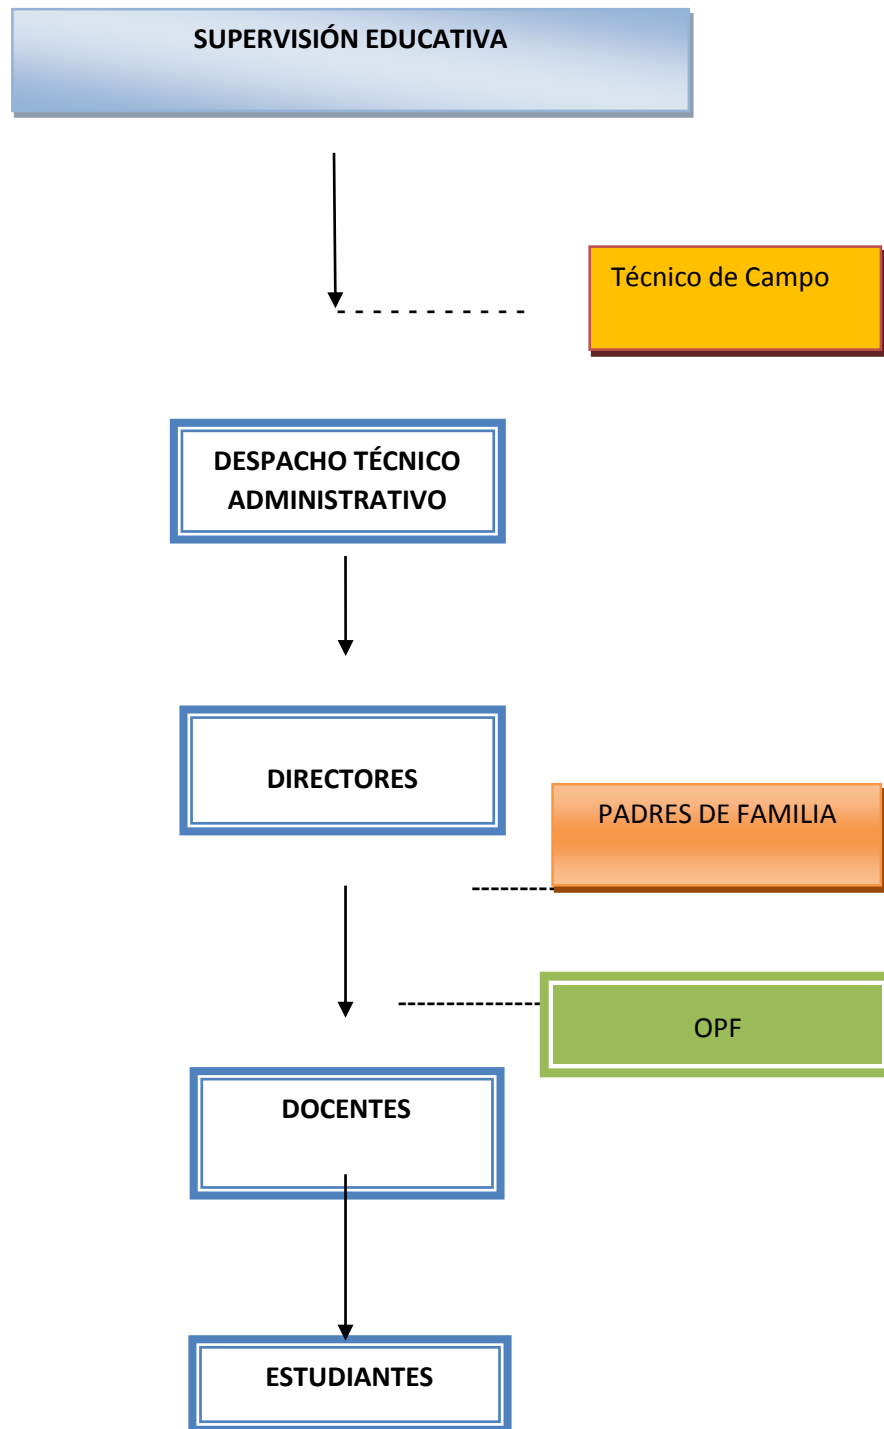 SUPERVISIÓN EDUCATIVA
Técnico de Campo
DESPACHO TÉCNICO
ADMINISTRATIVO
DIRECTORES
PADRES DE FAMILIA
OPF
DOCENTES
ESTUDIANTES